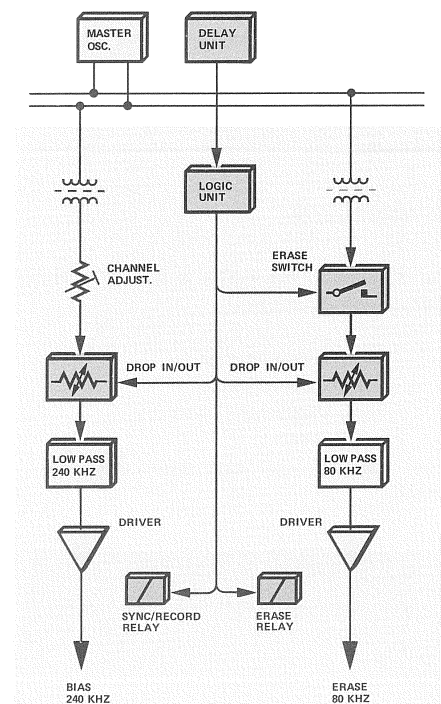 MASTER
OSC.
DELAY
UNIT
LOGIC
UNIT
ERASE
SWITCH
CHANNEL
ADJUST.
DROP IN/OUT
DROP IN/OUT
LOW PASS
240 KHZ
LOW PASS
80 KHZ
DRIVER
DRIVER
SYNC/RECORD
RELAY
ERASE
RELAY
BIAS
240 KHZ
ERASE
80 KHZ